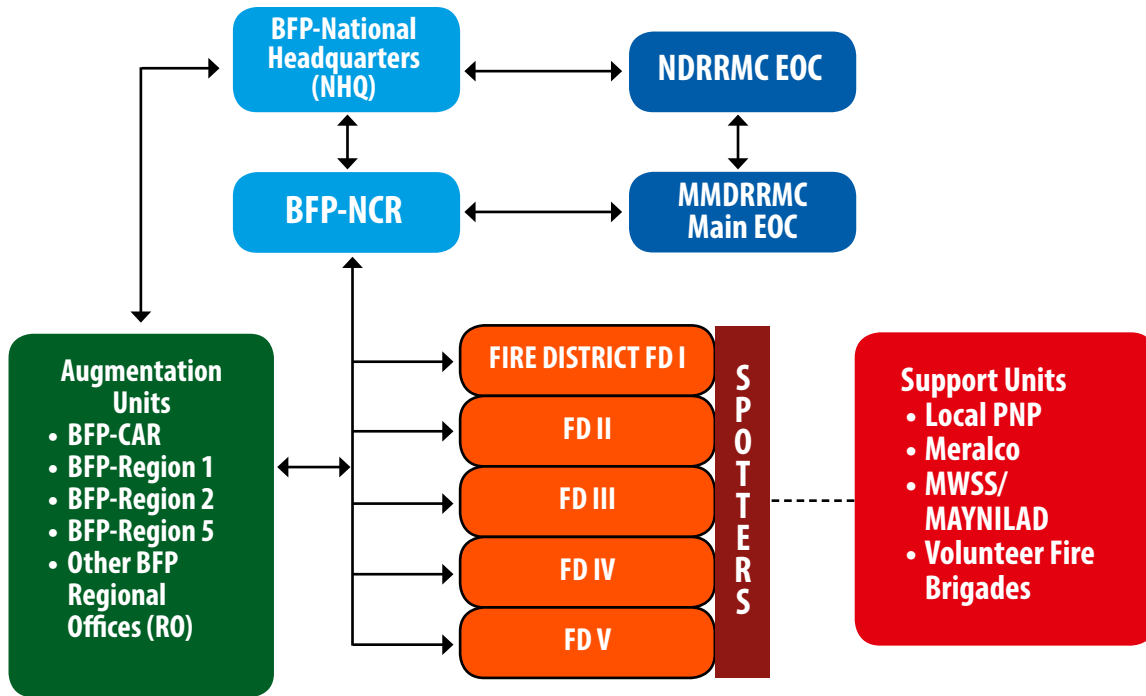 BFP-National
Headquarters
(NHQ)
NDRRMC EOC
BFP-NCR
MMDRRMC
Main EOC
Augmentation
Units
• BFP-CAR
• BFP-Region 1
• BFP-Region 2
• BFP-Region 5
• Other BFP
Regional
Offices (RO)
FIRE DISTRICT FD I
FD II
FD III
FD IV
FD V
SPOTTERS
Support Units
• Local PNP
• Meralco
• MWSS/
MAYNILAD
• Volunteer Fire
Brigades